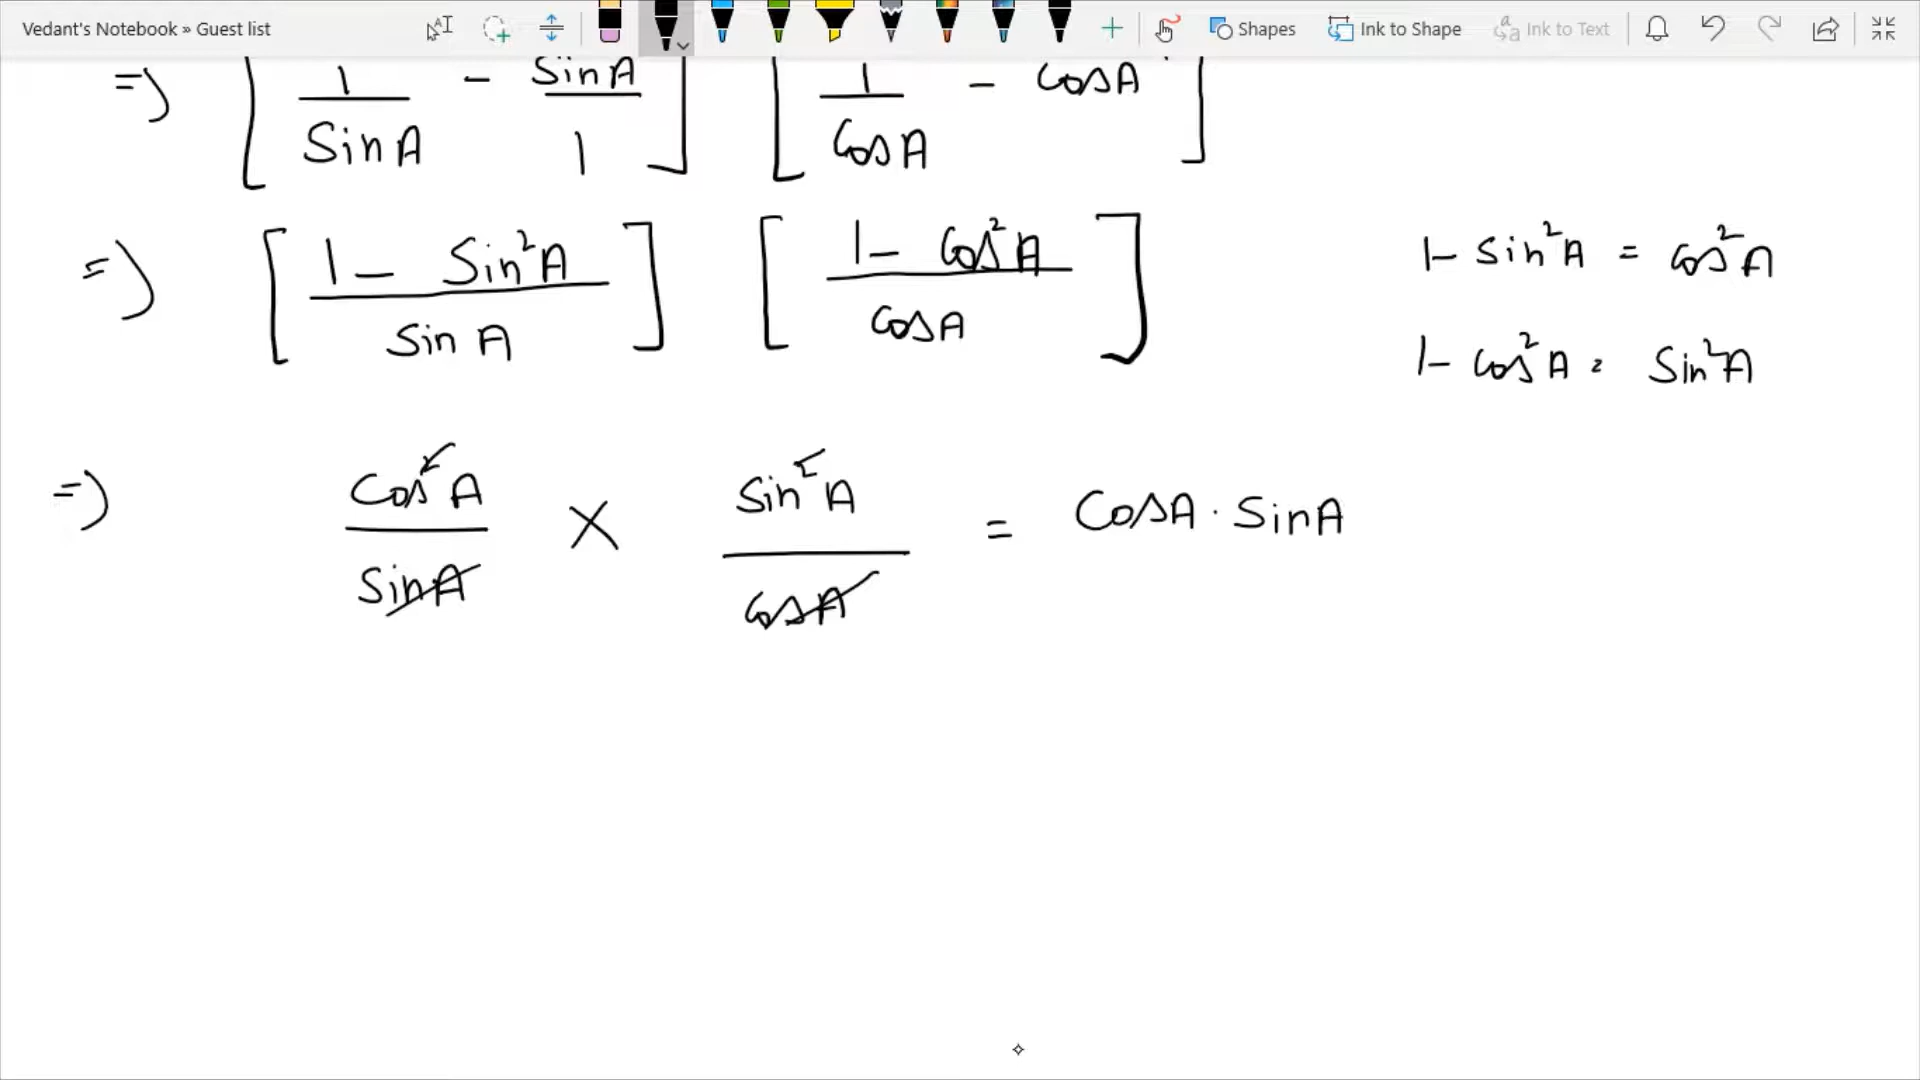 Vedant's Notebook » Guest list
Shapes
Ink to Shape
Ink to Text
=> [ 1/SinA - SinA/1 ] [ 1/CosA - CosA ]
=> [ (1 - Sin²A)/Sin A ] [ (1 - Cos²A)/CosA ]
1 - Sin²A = Cos²A
1 - Cos²A = Sin²A
=> Cos²A/SinA × Sin²A/CosA = CosA · SinA